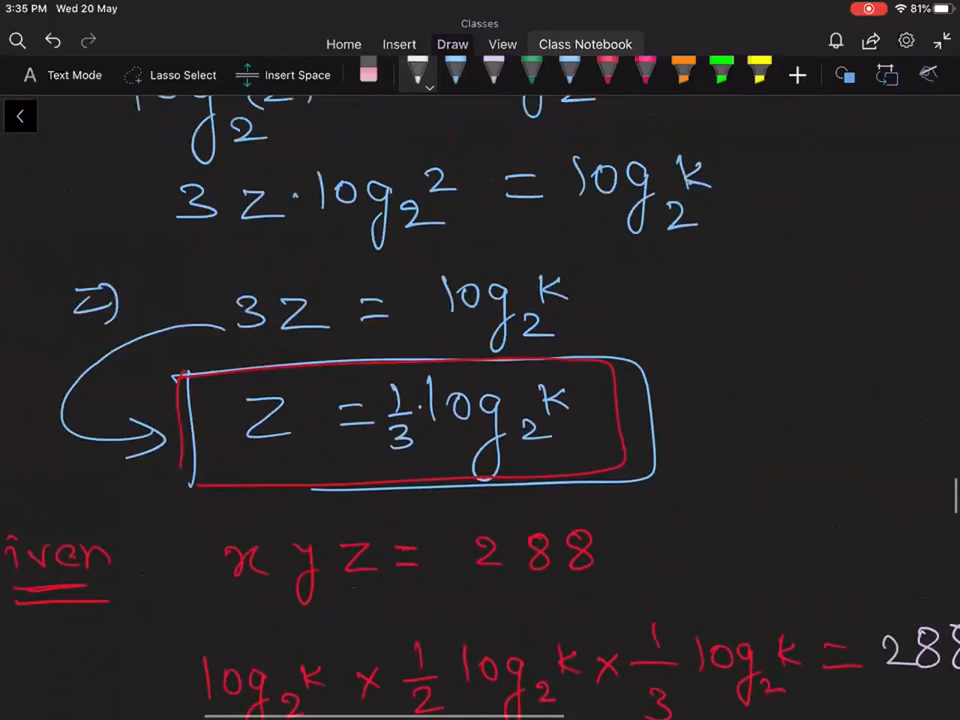 3:35 PM Wed 20 May
81%
Classes
Home Insert Draw View Class Notebook
A Text Mode Lasso Select Insert Space
log₂(2
3z·log₂2 = log₂k
⇒ 3z = log₂k
z = 1/3·log₂k
iven xyz = 288
log₂k × 1/2 log₂k × 1/3 log₂k = 288